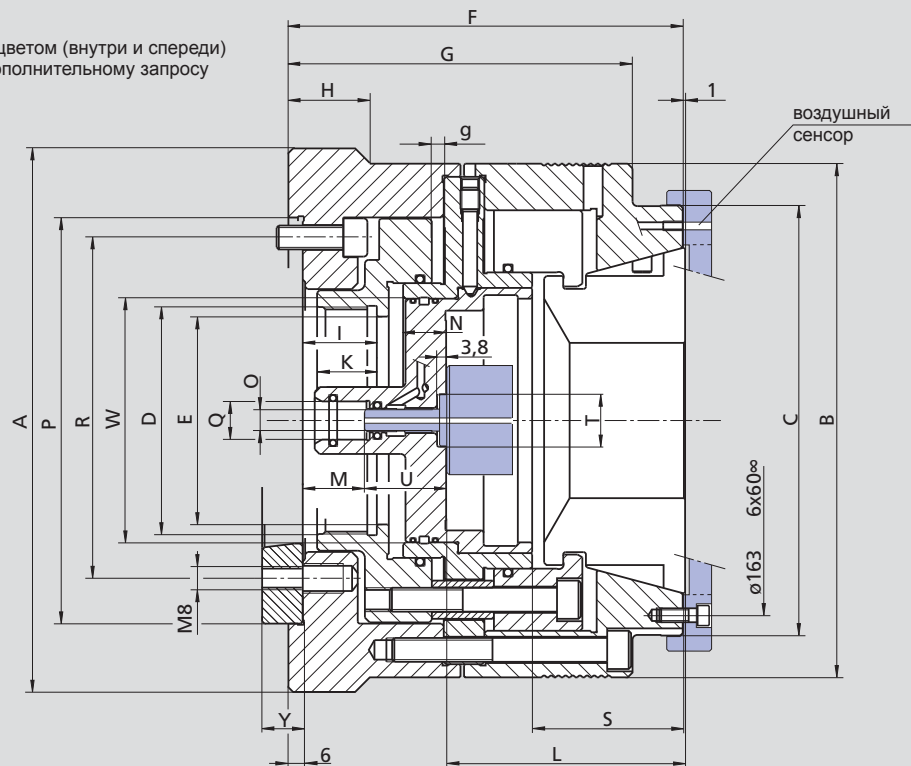 F
цветом (внутри и спереди)
ополнительному запросу
G
H
1
воздушный
сенсор
g
N
I
3,8
K
A
P
R
W
D
E
Q
O
T
C
B
M
U
ø163 6x60∞
M8
S
Y
6
L